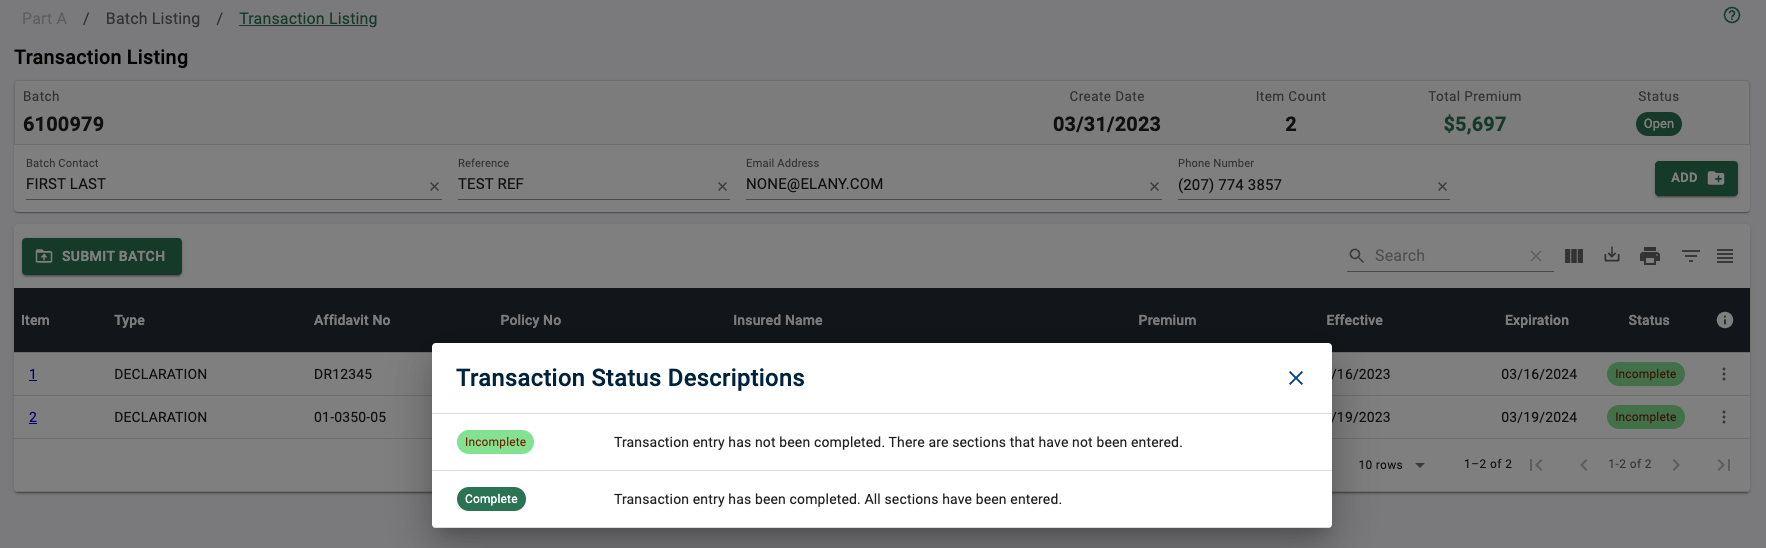 Part A / Batch Listing / Transaction Listing
Transaction Listing
Batch Create Date Item Count Total Premium Status
6100979 03/31/2023 2 $5,697 Open
Batch Contact Reference Email Address Phone Number
FIRST LAST TEST REF NONE@ELANY.COM (207) 774 3857 ADD
SUBMIT BATCH Search
Item Type Affidavit No Policy No Insured Name Premium Effective Expiration Status
1 DECLARATION DR12345 /16/2023 03/16/2024 Incomplete
2 DECLARATION 01-0350-05 /19/2023 03/19/2024 Incomplete
10 rows 1–2 of 2 1-2 of 2
Transaction Status Descriptions
Incomplete Transaction entry has not been completed. There are sections that have not been entered.
Complete Transaction entry has been completed. All sections have been entered.